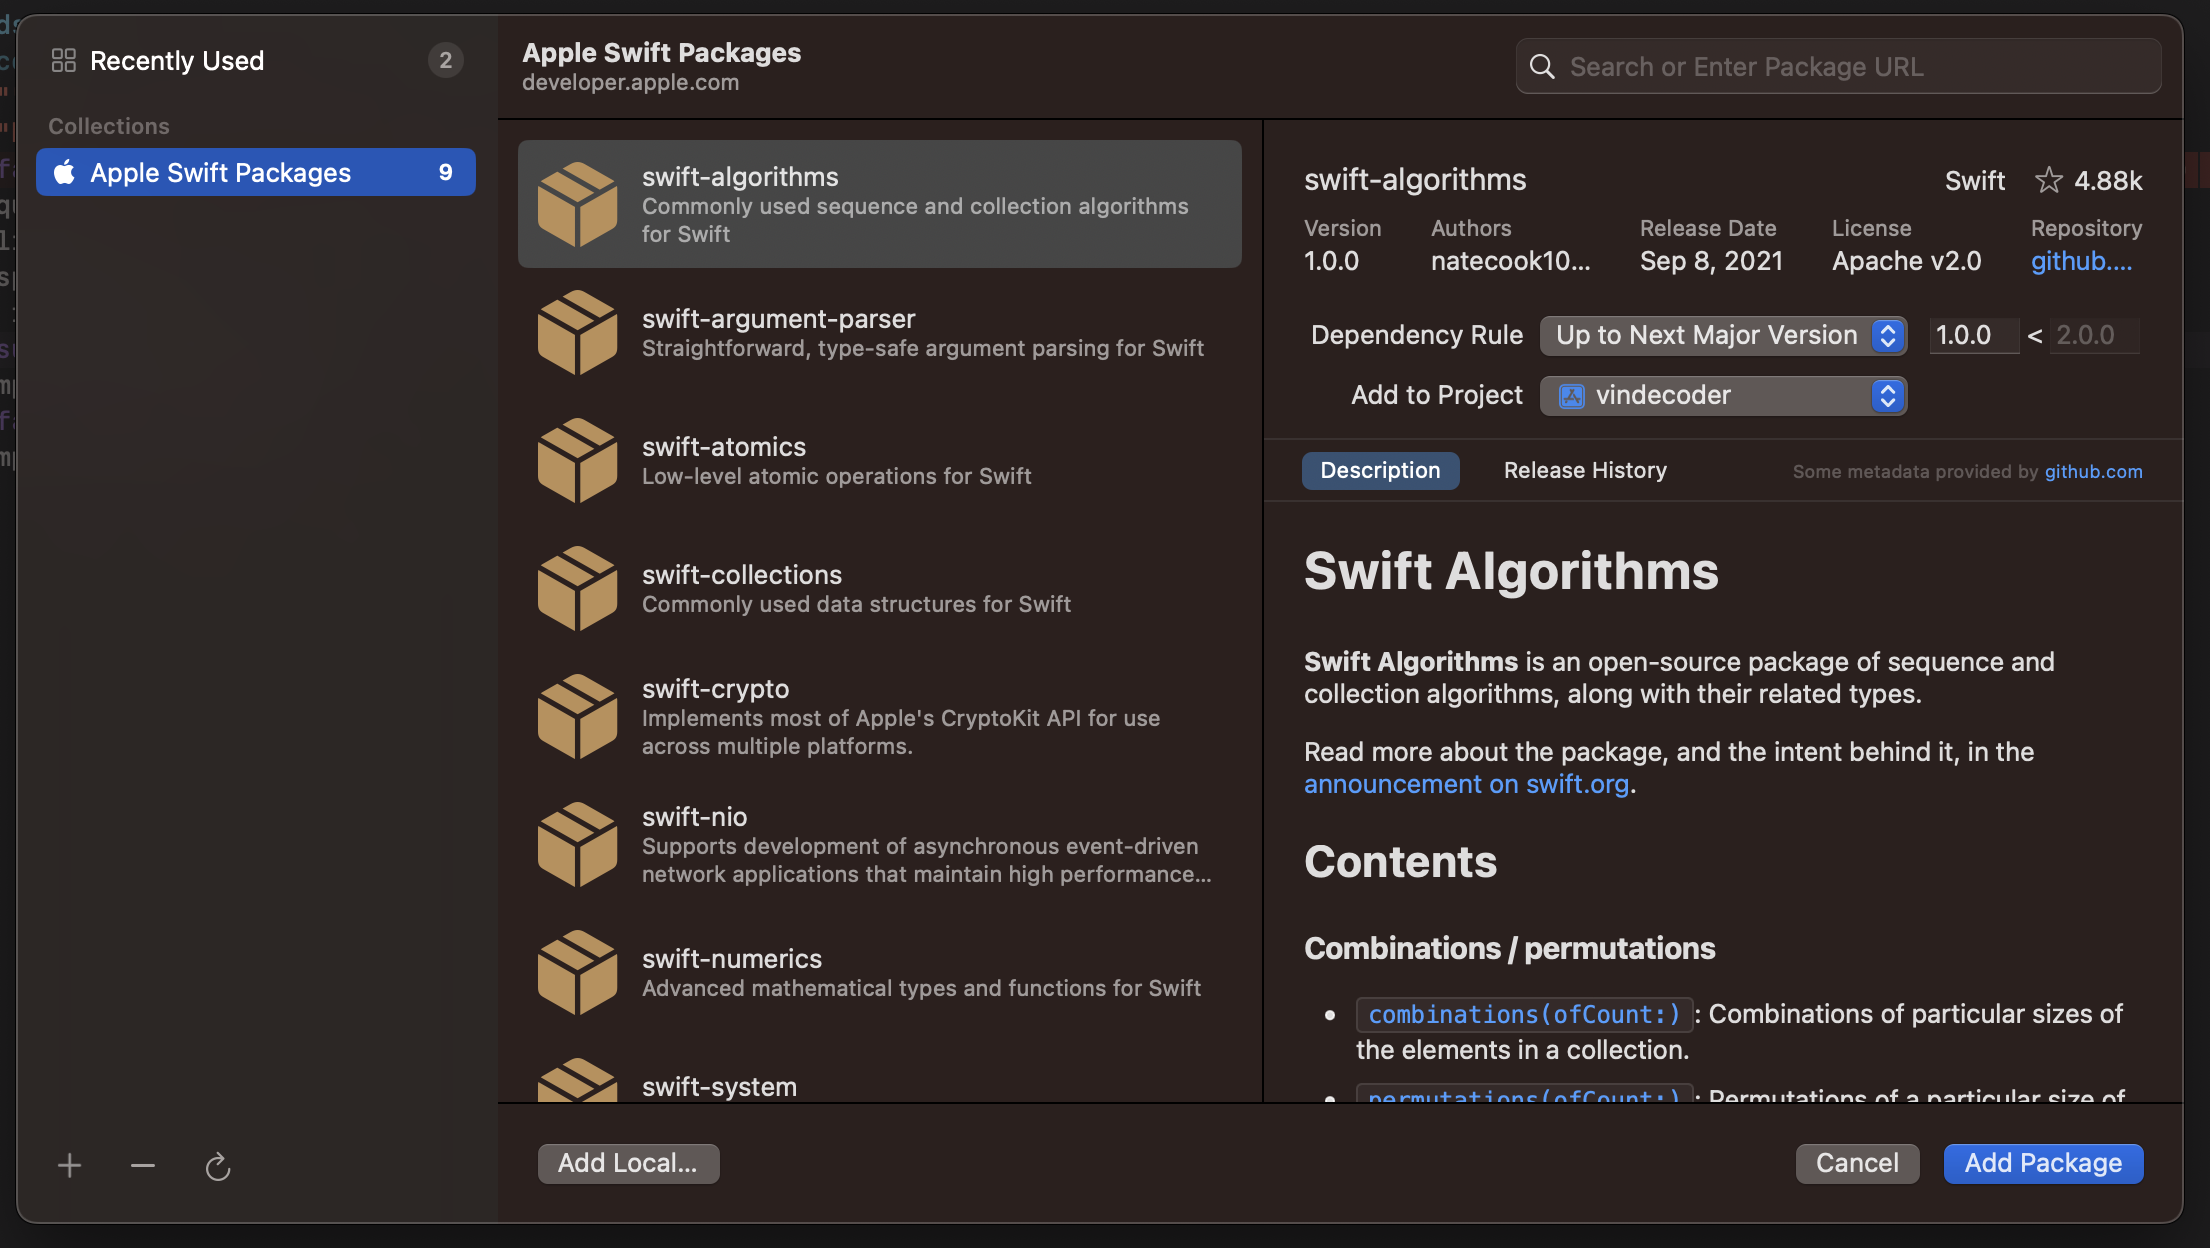 Recently Used
2
Collections
Apple Swift Packages
9
Apple Swift Packages
developer.apple.com
Search or Enter Package URL
swift-algorithms
Commonly used sequence and collection algorithms
for Swift
swift-argument-parser
Straightforward, type-safe argument parsing for Swift
swift-atomics
Low-level atomic operations for Swift
swift-collections
Commonly used data structures for Swift
swift-crypto
Implements most of Apple's CryptoKit API for use
across multiple platforms.
swift-nio
Supports development of asynchronous event-driven
network applications that maintain high performance...
swift-numerics
Advanced mathematical types and functions for Swift
swift-system
swift-algorithms
Swift
4.88k
Version
Authors
Release Date
License
Repository
1.0.0
natecook10...
Sep 8, 2021
Apache v2.0
github....
Dependency Rule
Up to Next Major Version
1.0.0 < 2.0.0
Add to Project
vindecoder
Description
Release History
Some metadata provided by github.com
Swift Algorithms
Swift Algorithms is an open-source package of sequence and
collection algorithms, along with their related types.
Read more about the package, and the intent behind it, in the
announcement on swift.org.
Contents
Combinations / permutations
• combinations(ofCount:): Combinations of particular sizes of
the elements in a collection.
• permutations(ofCount:): Permutations of a particular size of
Add Local...
Cancel
Add Package